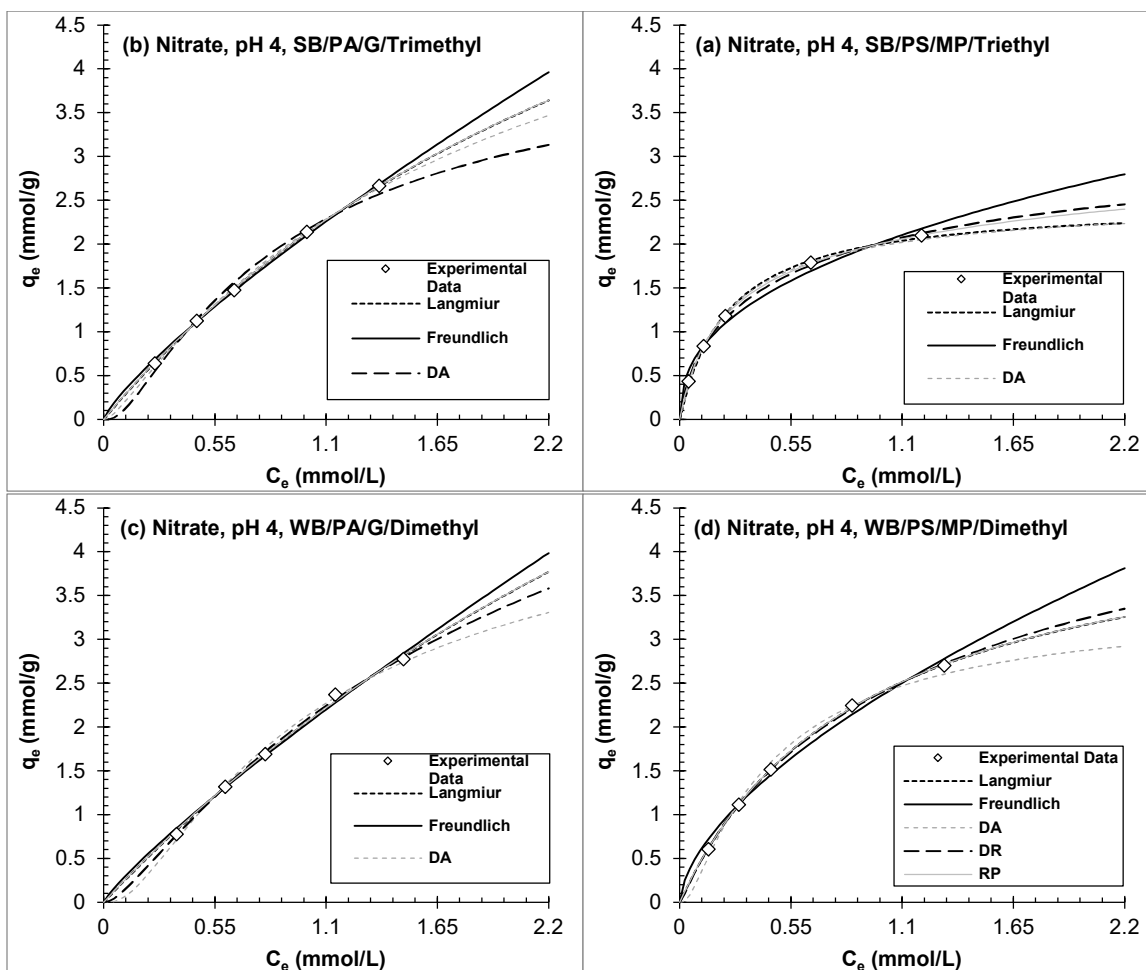 (b) Nitrate, pH 4, SB/PA/G/Trimethyl
4.5
4
3.5
3
2.5
2
1.5
1
0.5
0
qe (mmol/g)
Experimental
Data
Langmiur
Freundlich
DA
0
0.55
1.1
1.65
2.2
Ce (mmol/L)
(a) Nitrate, pH 4, SB/PS/MP/Triethyl
4.5
4
3.5
3
2.5
2
1.5
1
0.5
0
qe (mmol/g)
Experimental
Data
Langmiur
Freundlich
DA
0
0.55
1.1
1.65
2.2
Ce (mmol/L)
(c) Nitrate, pH 4, WB/PA/G/Dimethyl
4.5
4
3.5
3
2.5
2
1.5
1
0.5
0
qe (mmol/g)
Experimental
Data
Langmiur
Freundlich
DA
0
0.55
1.1
1.65
2.2
Ce (mmol/L)
(d) Nitrate, pH 4, WB/PS/MP/Dimethyl
4.5
4
3.5
3
2.5
2
1.5
1
0.5
0
qe (mmol/g)
Experimental Data
Langmiur
Freundlich
DA
DR
RP
0
0.55
1.1
1.65
2.2
Ce (mmol/L)